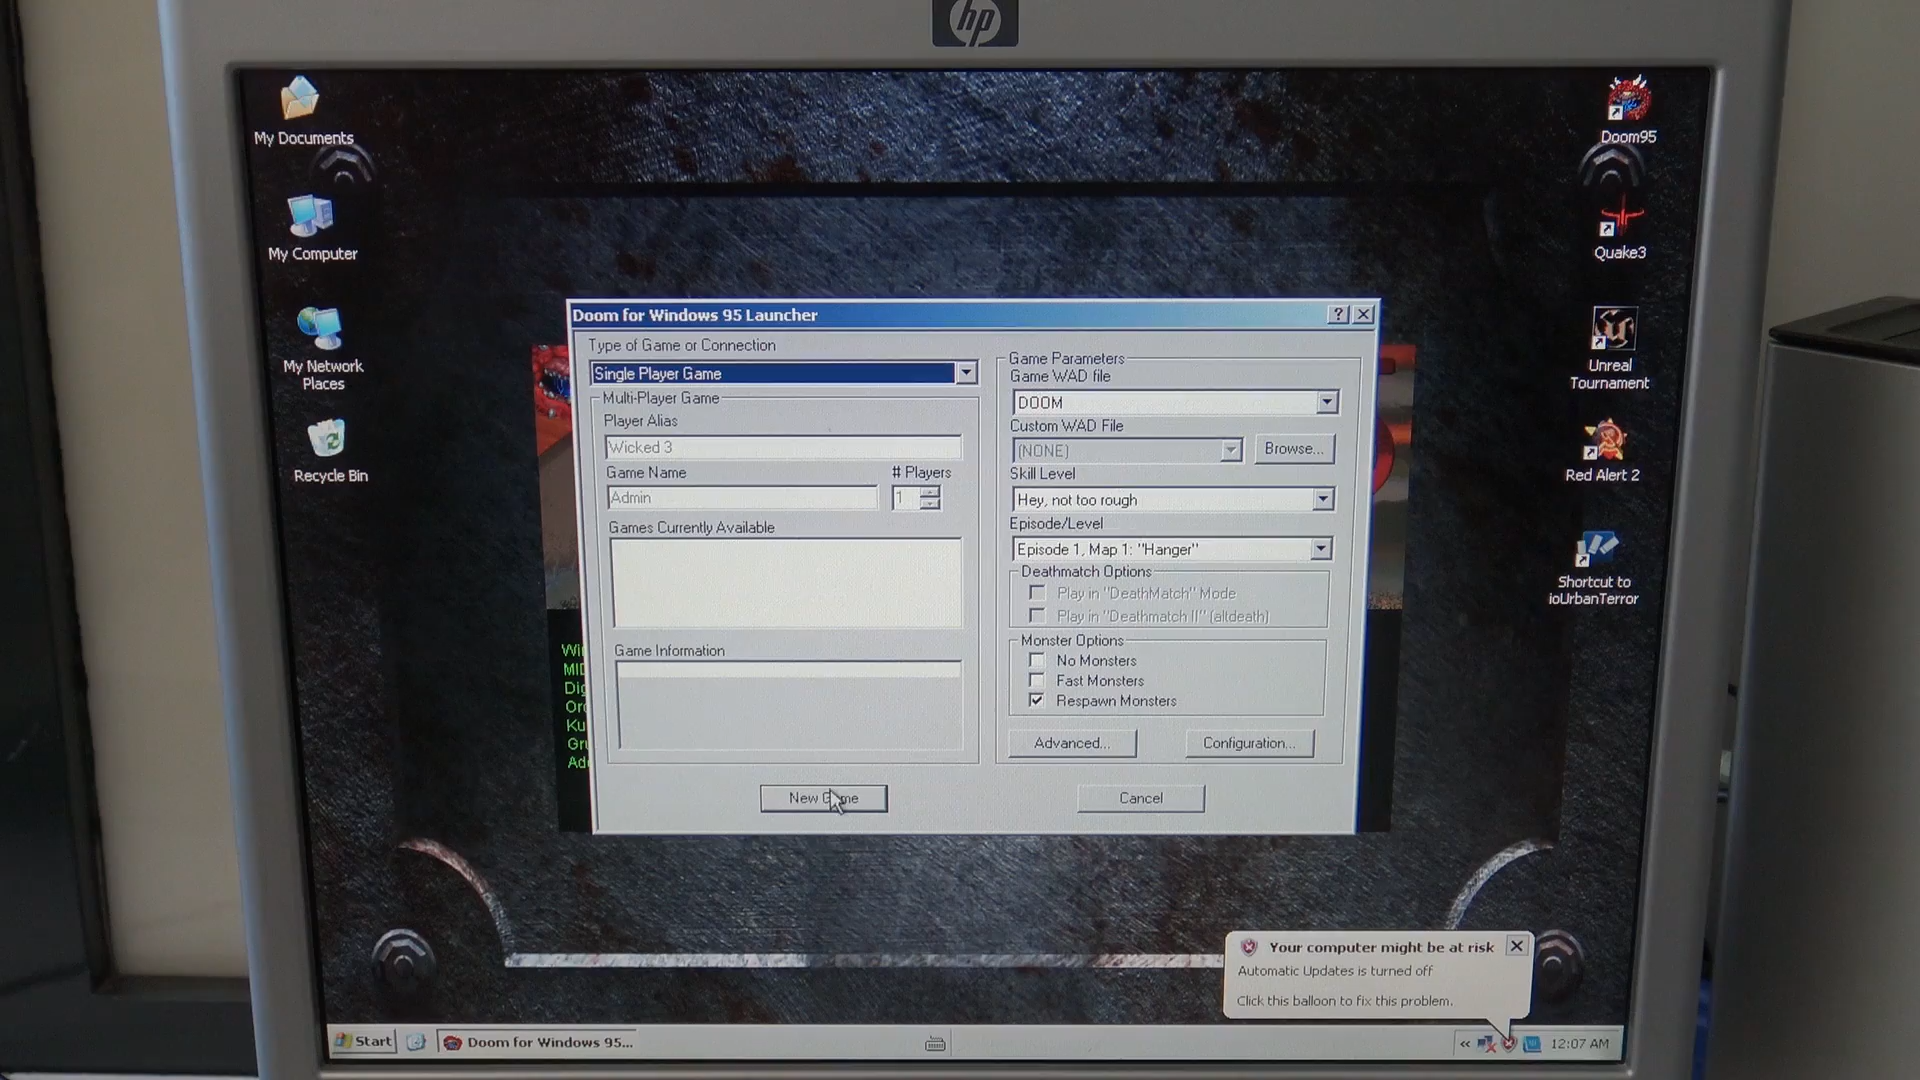 hp
My Documents
My Computer
My Network
Places
Recycle Bin
Doom95
Quake3
Unreal
Tournament
Red Alert 2
Shortcut to
ioUrbanTerror
Doom for Windows 95 Launcher
Type of Game or Connection
Single Player Game
Multi-Player Game
Player Alias
Wicked 3
Game Name
# Players
Admin
1
Games Currently Available
Game Information
Game Parameters
Game WAD file
DOOM
Custom WAD File
(NONE)
Browse...
Skill Level
Hey, not too rough
Episode/Level
Episode 1, Map 1: "Hanger"
Deathmatch Options
Play in "DeathMatch" Mode
Play in "Deathmatch II" (altdeath)
Monster Options
No Monsters
Fast Monsters
Respawn Monsters
Advanced...
Configuration...
New Game
Cancel
Your computer might be at risk
Automatic Updates is turned off
Click this balloon to fix this problem.
Start
Doom for Windows 95...
12:07 AM